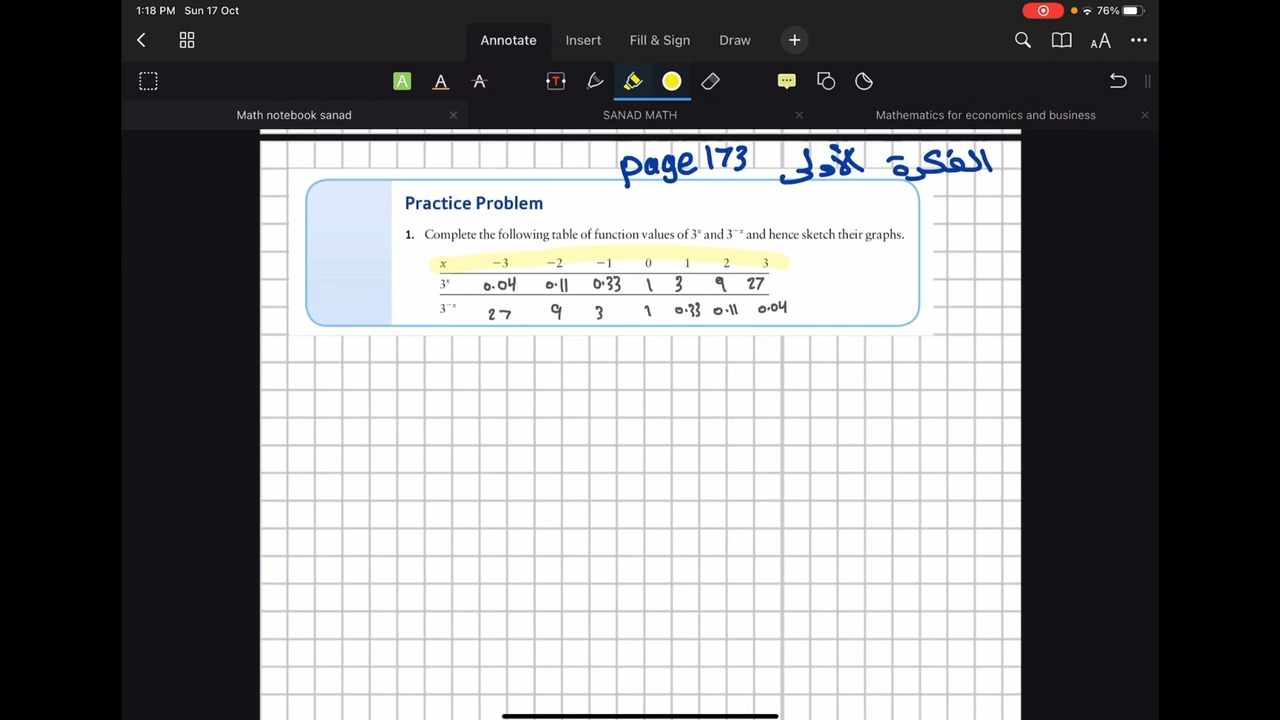 1:18 PM Sun 17 Oct 76%
Annotate Insert Fill & Sign Draw
Math notebook sanad SANAD MATH Mathematics for economics and business
page 173 الفكرة الأولى
Practice Problem
1. Complete the following table of function values of 3ˣ and 3⁻ˣ and hence sketch their graphs.
x −3 −2 −1 0 1 2 3
3ˣ 0.04 0.11 0.33 1 3 9 27
3⁻ˣ 27 9 3 1 0.33 0.11 0.04